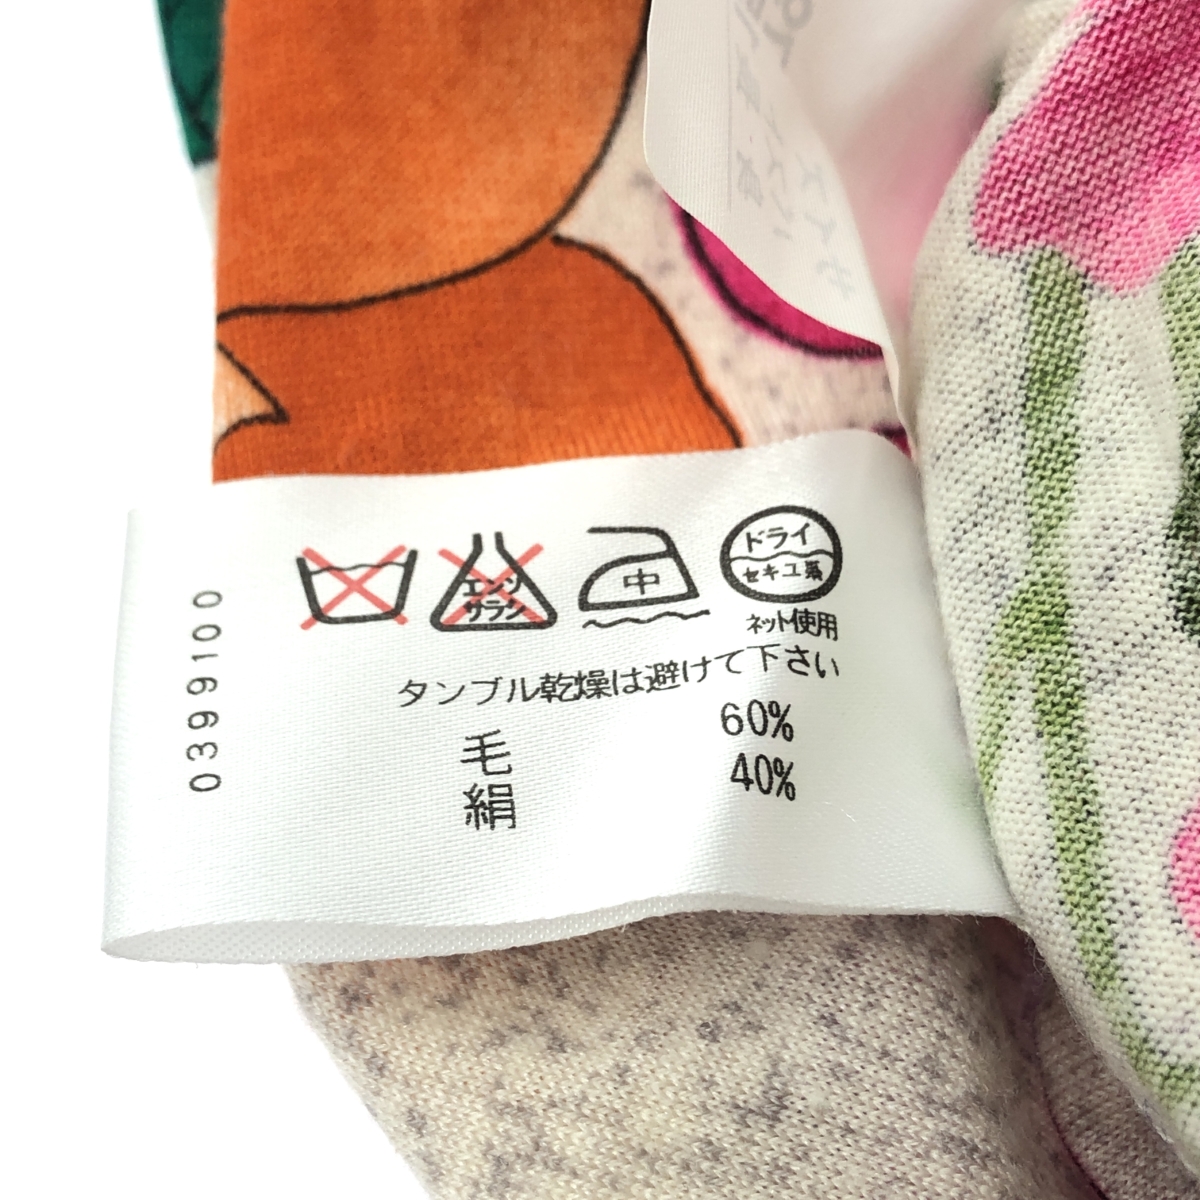 エンソ
サラシ
中
ドライ
セキユ系
ネット使用
タンブル乾燥は避けて下さい
毛 60%
絹 40%
0399100